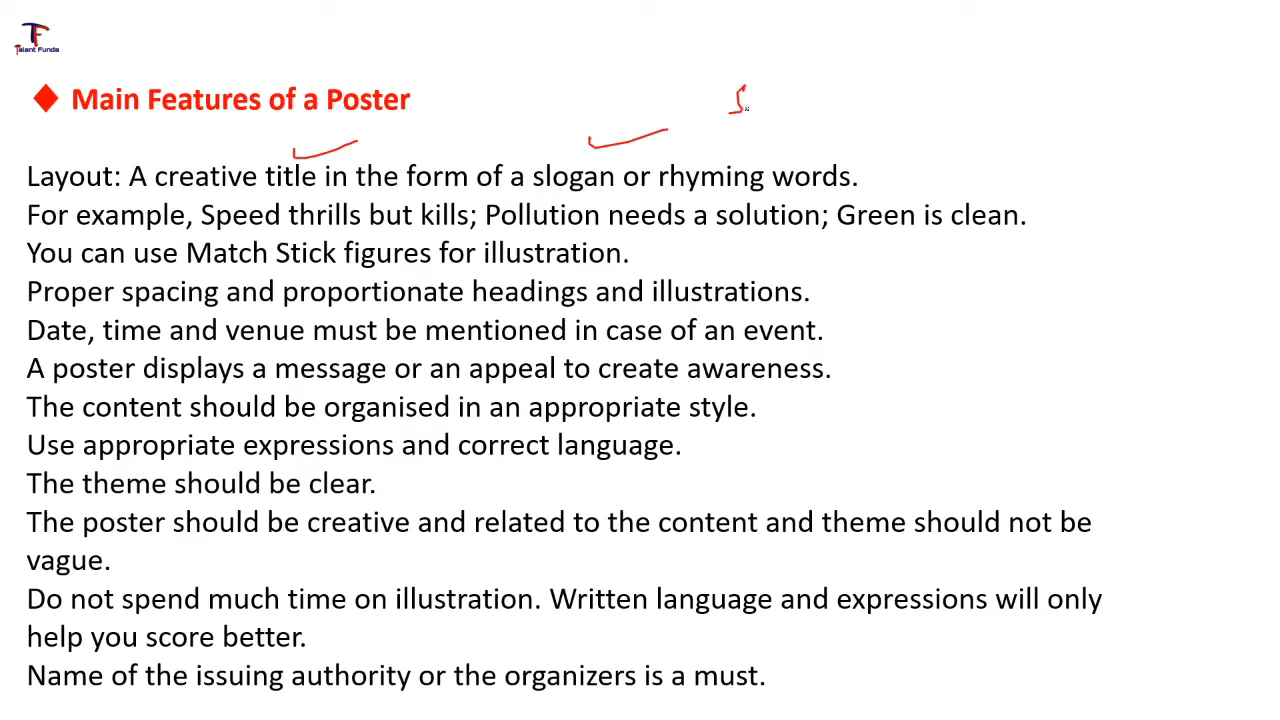 TF
Talent Funda
Main Features of a Poster
S
Layout: A creative title in the form of a slogan or rhyming words.
For example, Speed thrills but kills; Pollution needs a solution; Green is clean.
You can use Match Stick figures for illustration.
Proper spacing and proportionate headings and illustrations.
Date, time and venue must be mentioned in case of an event.
A poster displays a message or an appeal to create awareness.
The content should be organised in an appropriate style.
Use appropriate expressions and correct language.
The theme should be clear.
The poster should be creative and related to the content and theme should not be
vague.
Do not spend much time on illustration. Written language and expressions will only
help you score better.
Name of the issuing authority or the organizers is a must.